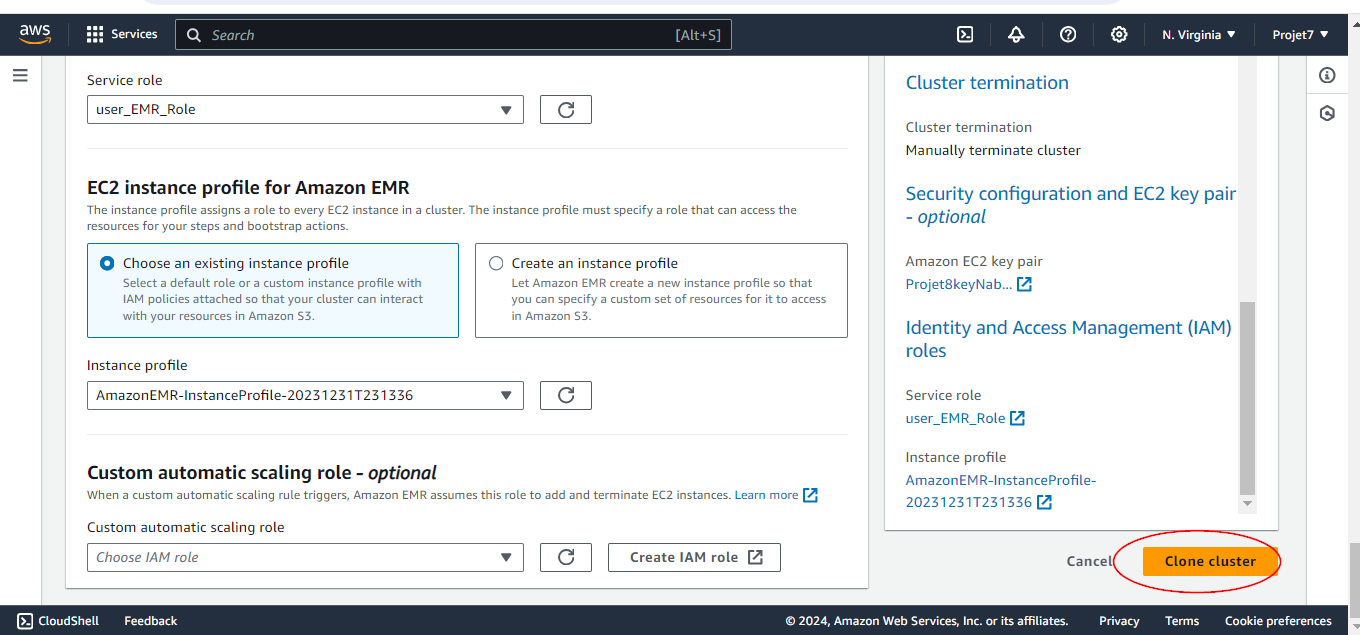 aws
Services
Search
[Alt+S]
N. Virginia
Projet7
Service role
user_EMR_Role
EC2 instance profile for Amazon EMR
The instance profile assigns a role to every EC2 instance in a cluster. The instance profile must specify a role that can access the
resources for your steps and bootstrap actions.
Choose an existing instance profile
Select a default role or a custom instance profile with
IAM policies attached so that your cluster can interact
with your resources in Amazon S3.
Create an instance profile
Let Amazon EMR create a new instance profile so that
you can specify a custom set of resources for it to access
in Amazon S3.
Instance profile
AmazonEMR-InstanceProfile-20231231T231336
Custom automatic scaling role - optional
When a custom automatic scaling rule triggers, Amazon EMR assumes this role to add and terminate EC2 instances. Learn more
Custom automatic scaling role
Choose IAM role
Create IAM role
Cluster termination
Cluster termination
Manually terminate cluster
Security configuration and EC2 key pair
- optional
Amazon EC2 key pair
Projet8keyNab...
Identity and Access Management (IAM)
roles
Service role
user_EMR_Role
Instance profile
AmazonEMR-InstanceProfile-
20231231T231336
Cancel
Clone cluster
CloudShell
Feedback
© 2024, Amazon Web Services, Inc. or its affiliates.
Privacy
Terms
Cookie preferences